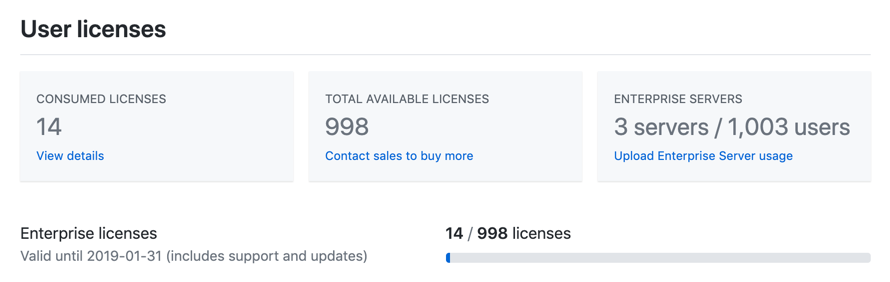 User licenses
CONSUMED LICENSES
14
View details
TOTAL AVAILABLE LICENSES
998
Contact sales to buy more
ENTERPRISE SERVERS
3 servers / 1,003 users
Upload Enterprise Server usage
Enterprise licenses
Valid until 2019-01-31 (includes support and updates)
14 / 998 licenses